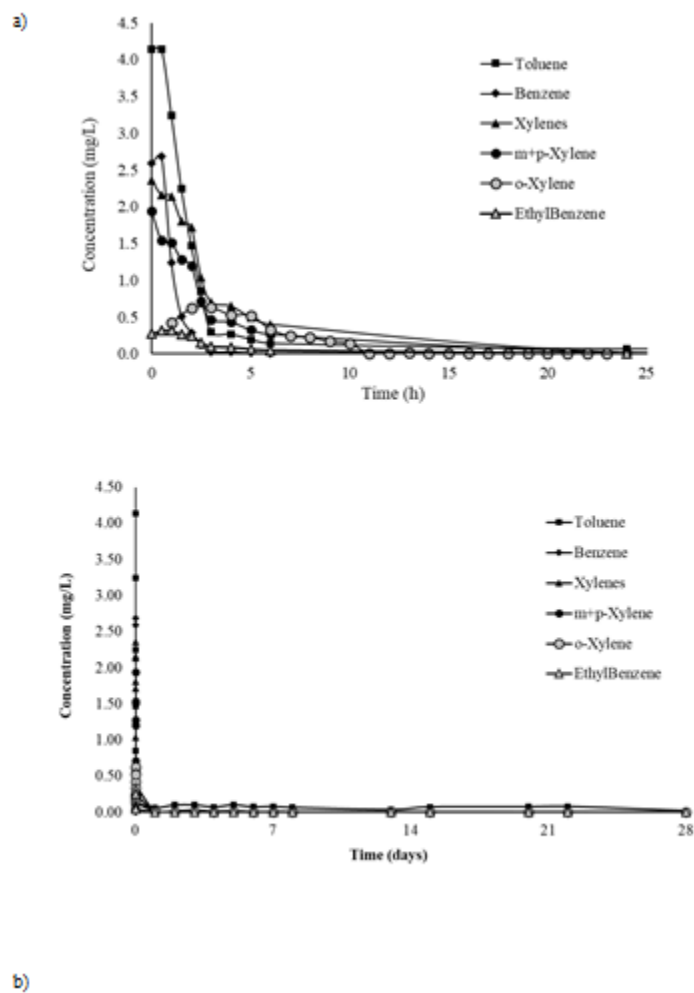 a)
4.5
4.0
3.5
3.0
2.5
2.0
1.5
1.0
0.5
0.0
Concentration (mg/L)
0 5 10 15 20 25
Time (h)
Toluene
Benzene
Xylenes
m+p-Xylene
o-Xylene
EthylBenzene
4.50
4.00
3.50
3.00
2.50
2.00
1.50
1.00
0.50
0.00
Concentration (mg/L)
0 7 14 21 28
Time (days)
Toluene
Benzene
Xylenes
m+p-Xylene
o-Xylene
EthylBenzene
b)